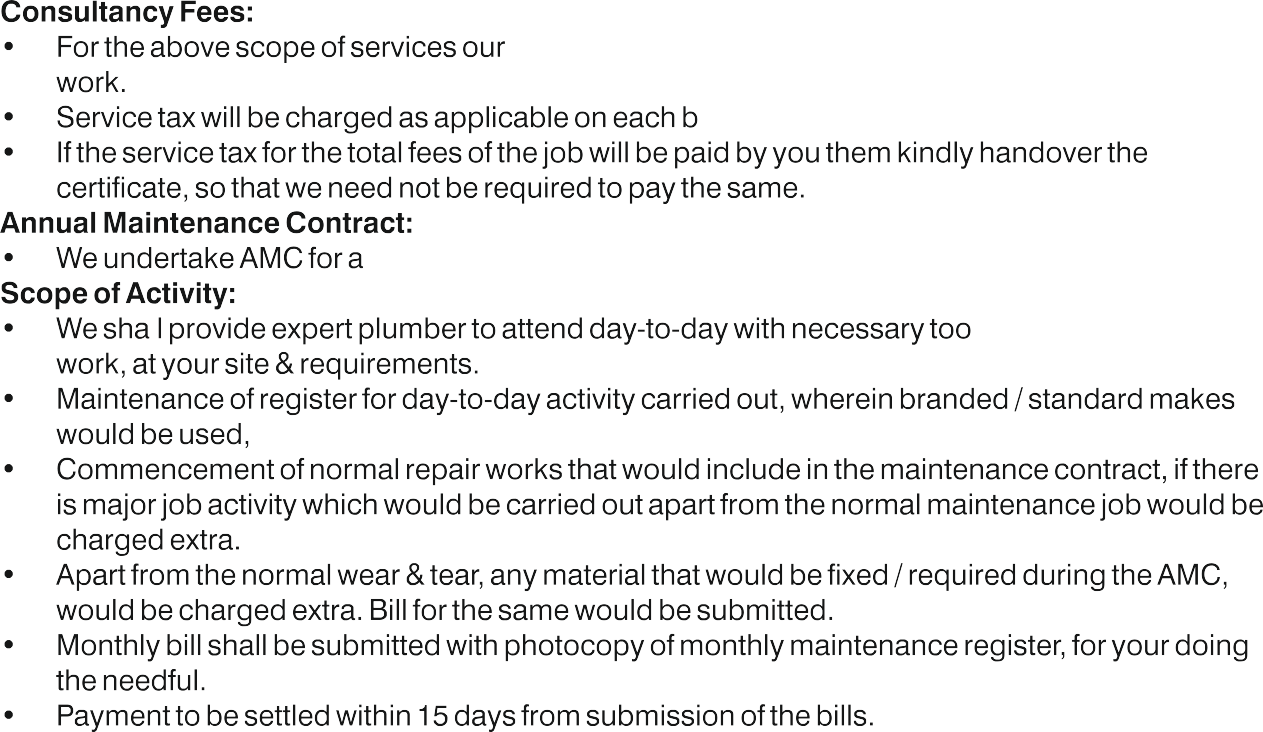 Consultancy Fees:
• For the above scope of services our
work.
• Service tax will be charged as applicable on each b
• If the service tax for the total fees of the job will be paid by you them kindly handover the
certificate, so that we need not be required to pay the same.
Annual Maintenance Contract:
• We undertake AMC for a
Scope of Activity:
• We sha l provide expert plumber to attend day-to-day with necessary too
work, at your site & requirements.
• Maintenance of register for day-to-day activity carried out, wherein branded / standard makes
would be used,
• Commencement of normal repair works that would include in the maintenance contract, if there
is major job activity which would be carried out apart from the normal maintenance job would be
charged extra.
• Apart from the normal wear & tear, any material that would be fixed / required during the AMC,
would be charged extra. Bill for the same would be submitted.
• Monthly bill shall be submitted with photocopy of monthly maintenance register, for your doing
the needful.
• Payment to be settled within 15 days from submission of the bills.